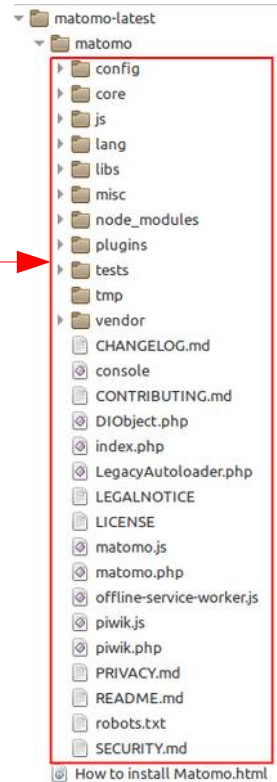 matomo-latest
matomo
config
core
js
lang
libs
misc
node_modules
plugins
tests
tmp
vendor
CHANGELOG.md
console
CONTRIBUTING.md
DIObject.php
index.php
LegacyAutoloader.php
LEGALNOTICE
LICENSE
matomo.js
matomo.php
offline-service-worker.js
piwik.js
piwik.php
PRIVACY.md
README.md
robots.txt
SECURITY.md
How to install Matomo.html